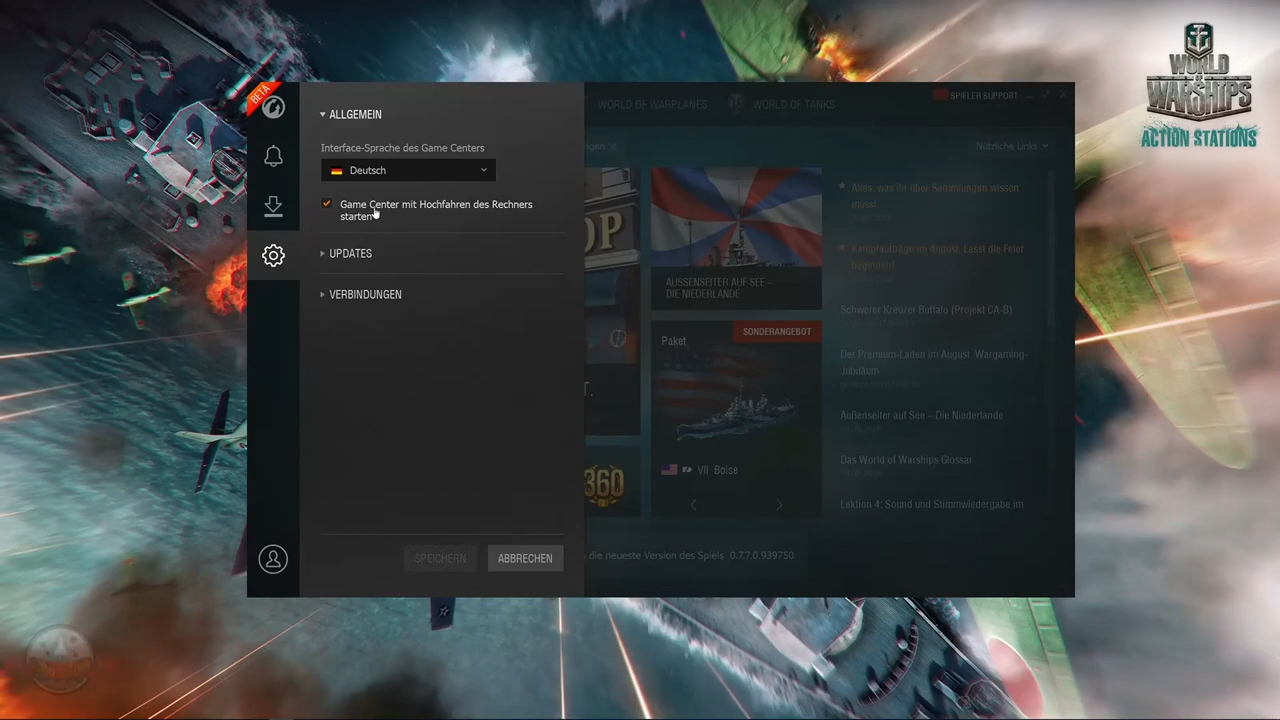 WORLD
OF
WARSHIPS
ACTION STATIONS
BETA
ALLGEMEIN
Interface-Sprache des Game Centers
Deutsch
Game Center mit Hochfahren des Rechners
starten
UPDATES
VERBINDUNGEN
SPEICHERN
ABBRECHEN
WORLD OF WARPLANES
WORLD OF TANKS
SPIELER SUPPORT
Nützliche Links
OP
AUSSENSEITER AUF SEE –
DIE NIEDERLANDE
SONDERANGEBOT
Paket
T.
VII Boise
360
Alles, was ihr über Sammlungen wissen
müsst
Kampfaufträge im August. Lasst die Feier
beginnen!
Schwerer Kreuzer Buffalo (Projekt CA-B)
Der Premium-Laden im August. Wargaming-
Jubiläum
Außenseiter auf See – Die Niederlande
Das World of Warships Glossar
Lektion 4: Sound und Stimmwiedergabe im
die neueste Version des Spiels 0.7.7.0.939750